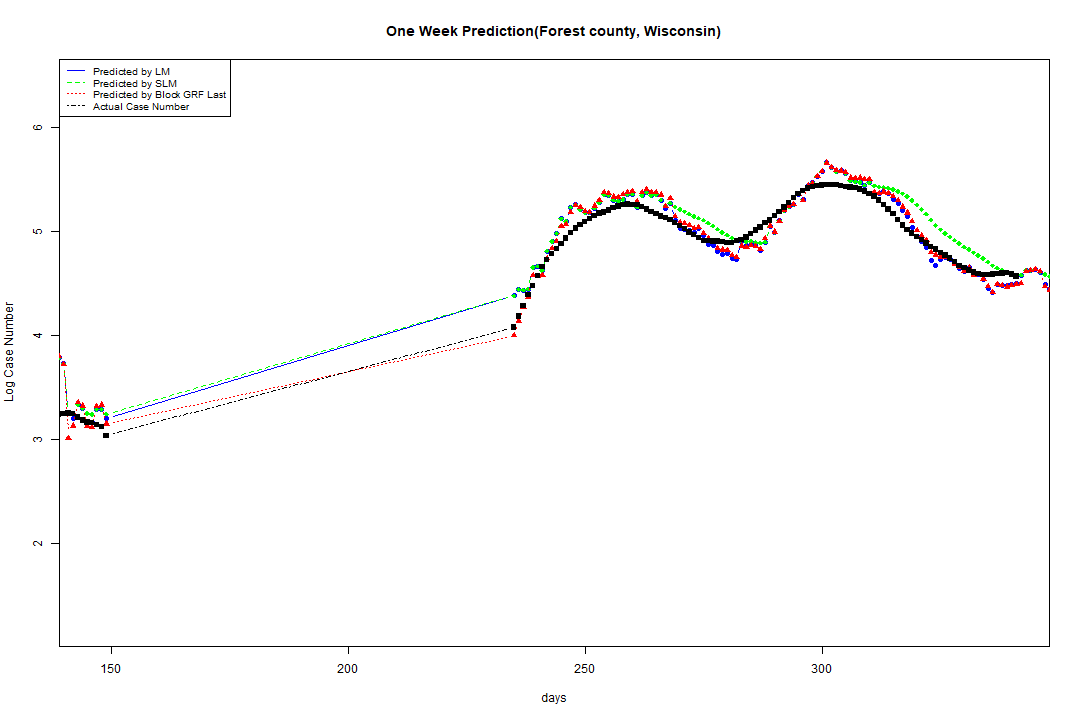 One Week Prediction(Forest county, Wisconsin)
Predicted by LM
Predicted by SLM
Predicted by Block GRF Last
Actual Case Number
6
5
4
3
2
Log Case Number
150 200 250 300
days